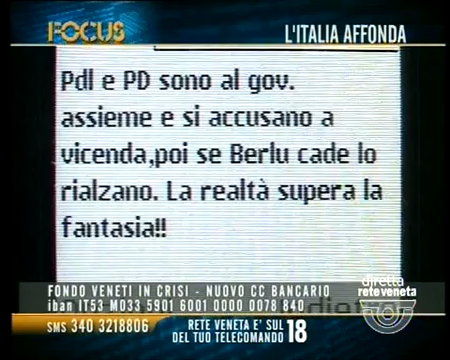 FOCUS
L'ITALIA AFFONDA
Pdl e PD sono al gov.
assieme e si accusano a
vicenda,poi se Berlu cade lo
rialzano. La realtà supera la
fantasia!!
diretta
reteveneta
FONDO VENETI IN CRISI - NUOVO CC BANCARIO
iban IT53 M033 5901 6001 0000 0078 840
SMS 340 3218806
RETE VENETA E' SUL
DEL TUO TELECOMANDO 18